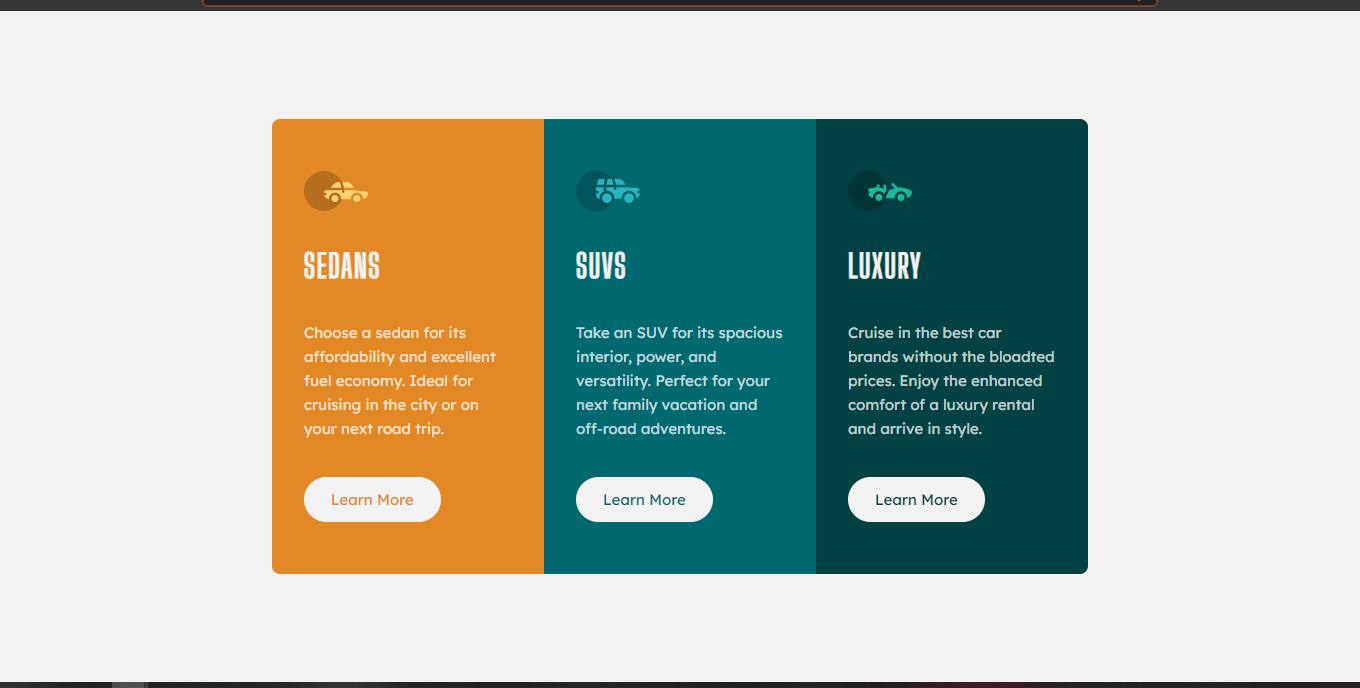 SEDANS
Choose a sedan for its
affordability and excellent
fuel economy. Ideal for
cruising in the city or on
your next road trip.
Learn More
SUVS
Take an SUV for its spacious
interior, power, and
versatility. Perfect for your
next family vacation and
off-road adventures.
Learn More
LUXURY
Cruise in the best car
brands without the bloadted
prices. Enjoy the enhanced
comfort of a luxury rental
and arrive in style.
Learn More